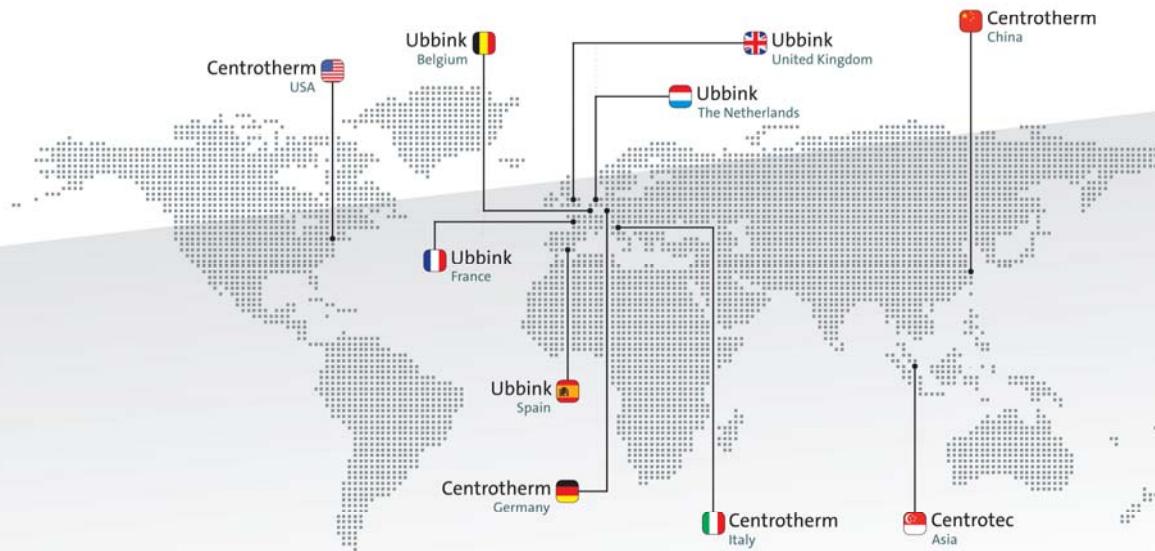 Centrotherm
China
Ubbink
Belgium
Ubbink
United Kingdom
Centrotherm
USA
Ubbink
The Netherlands
Ubbink
France
Ubbink
Spain
Centrotherm
Germany
Centrotherm
Italy
Centrotec
Asia